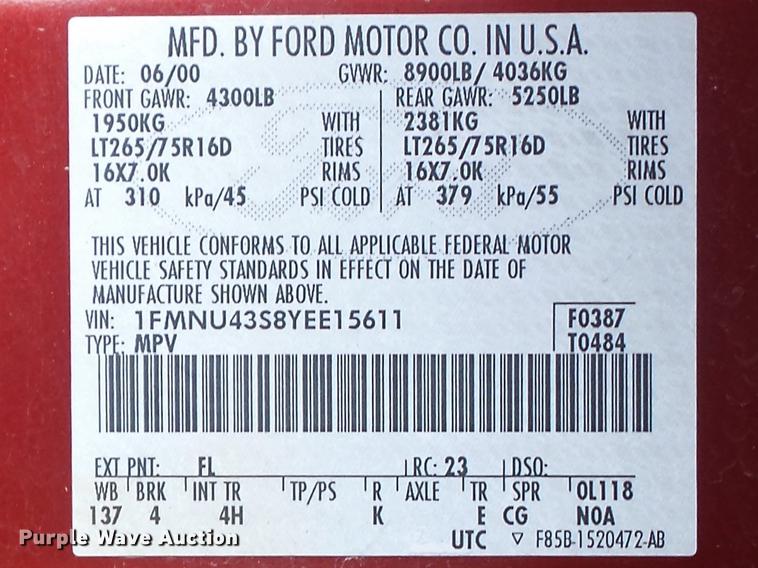 MFD. BY FORD MOTOR CO. IN U.S.A.
DATE: 06/00 GVWR: 8900LB/ 4036KG
FRONT GAWR: 4300LB REAR GAWR: 5250LB
1950KG WITH 2381KG WITH
LT265/75R16D TIRES LT265/75R16D TIRES
16X7.0K RIMS 16X7.0K RIMS
AT 310 kPa/45 PSI COLD AT 379 kPa/55 PSI COLD
THIS VEHICLE CONFORMS TO ALL APPLICABLE FEDERAL MOTOR
VEHICLE SAFETY STANDARDS IN EFFECT ON THE DATE OF
MANUFACTURE SHOWN ABOVE.
VIN: 1FMNU43S8YEE15611 F0387
TYPE: MPV T0484
EXT PNT: FL RC: 23 DSO:
WB BRK INT TR TP/PS R AXLE TR SPR 0L118
137 4 4H K E CG N0A
UTC ▽ F85B-1520472-AB
Purple Wave Auction